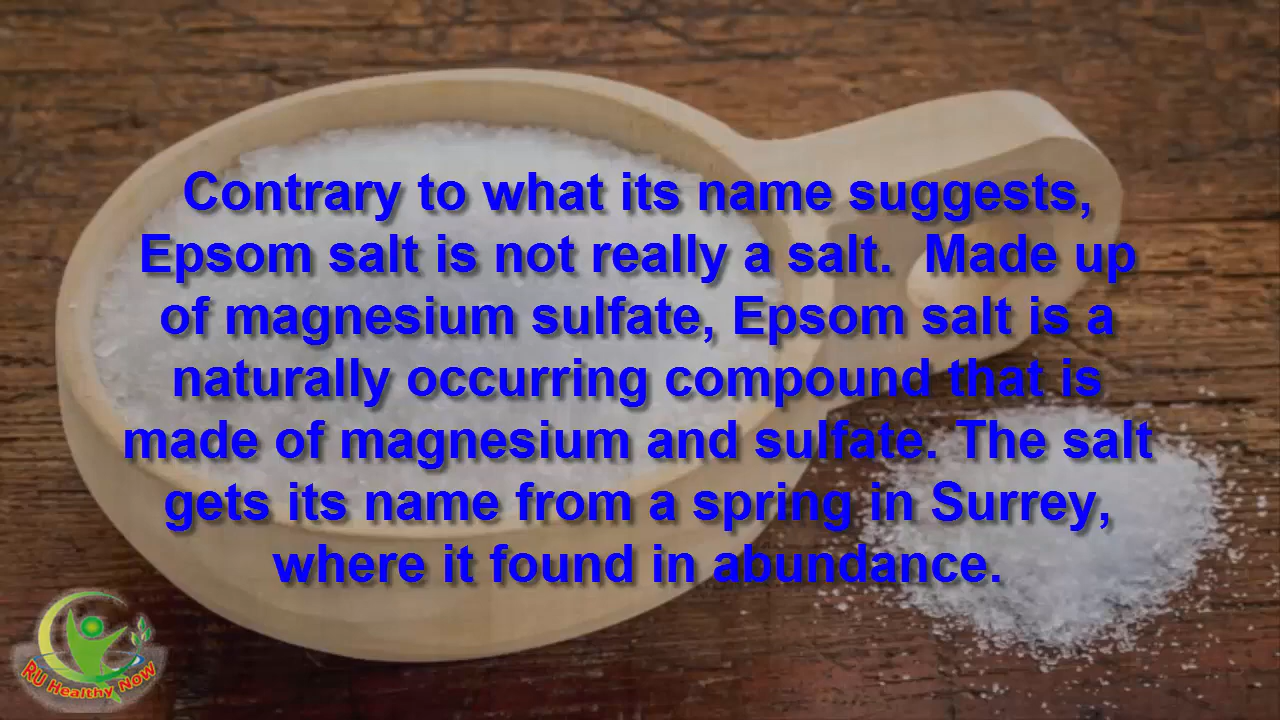 Contrary to what its name suggests,
Epsom salt is not really a salt.  Made up
of magnesium sulfate, Epsom salt is a
naturally occurring compound that is
made of magnesium and sulfate. The salt
gets its name from a spring in Surrey,
where it found in abundance.
RU Healthy Now